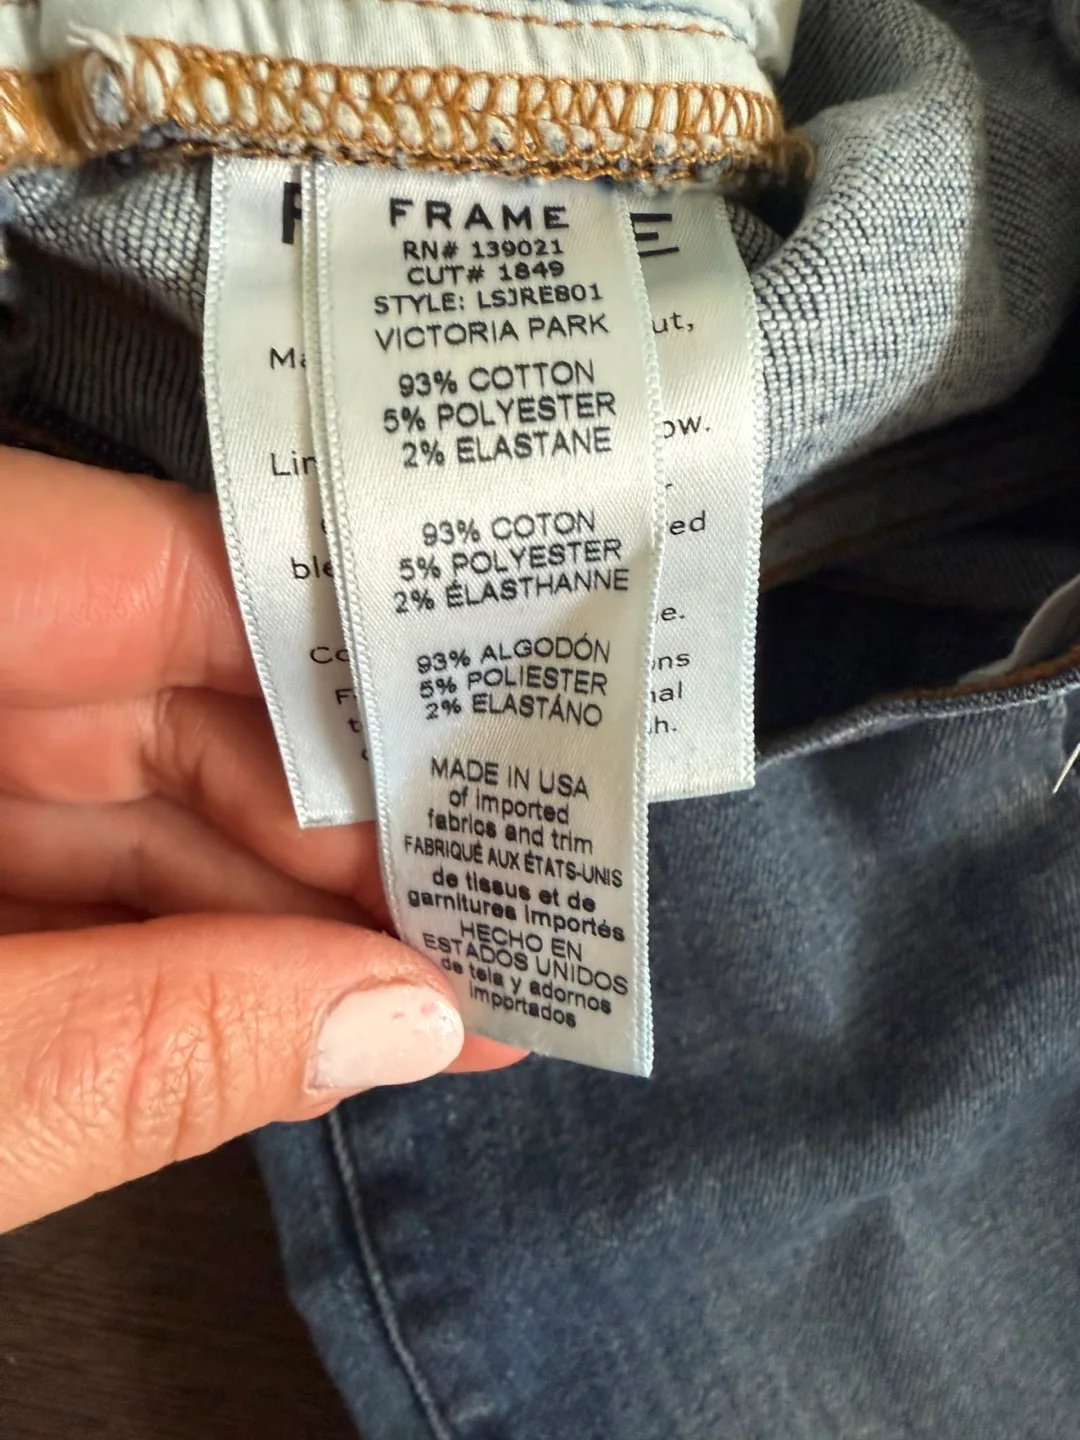 FRAME
RN# 139021
CUT# 1849
STYLE: LSJRE801
VICTORIA PARK
93% COTTON
5% POLYESTER
2% ELASTANE
93% COTON
5% POLYESTER
2% ÉLASTHANNE
93% ALGODÓN
5% POLIESTER
2% ELASTÁNO
MADE IN USA
of imported
fabrics and trim
FABRIQUÉ AUX ÉTATS-UNIS
de tissus et de
garnitures importés
HECHO EN
ESTADOS UNIDOS
de tela y adornos
importados